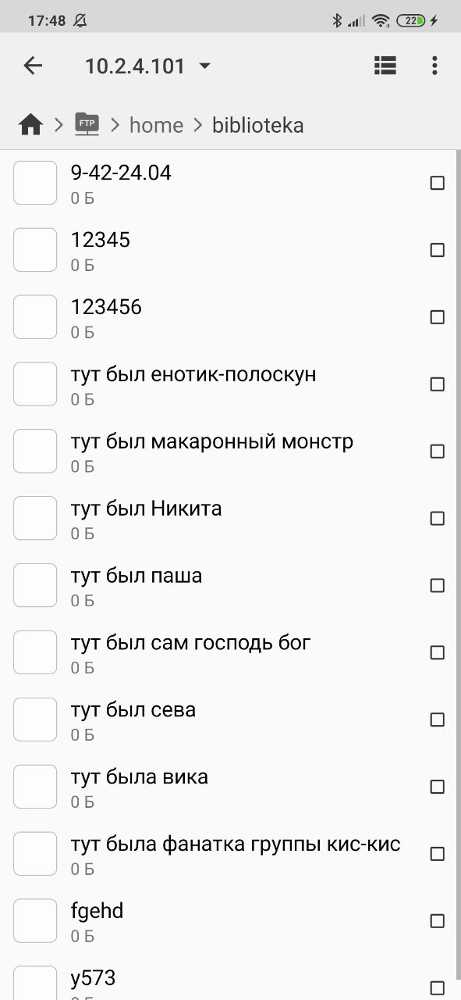 17:48
22
10.2.4.101
FTP
home
biblioteka
9-42-24.04
0 Б
12345
0 Б
123456
0 Б
тут был енотик-полоскун
0 Б
тут был макаронный монстр
0 Б
тут был Никита
0 Б
тут был паша
0 Б
тут был сам господь бог
0 Б
тут был сева
0 Б
тут была вика
0 Б
тут была фанатка группы кис-кис
0 Б
fgehd
0 Б
y573